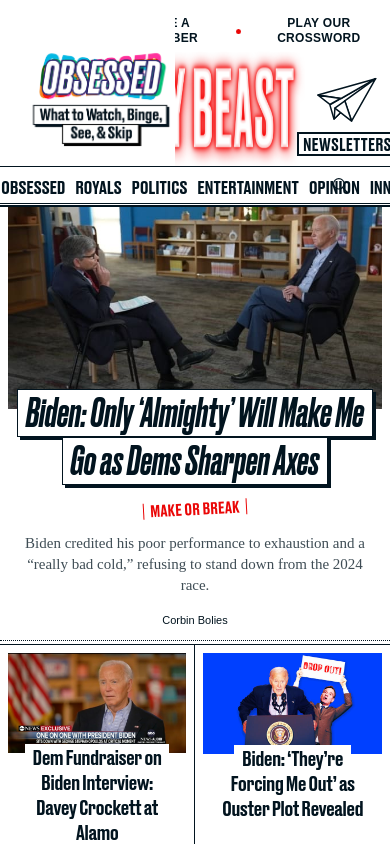 E A
BER
PLAY OUR
CROSSWORD
OBSESSED
What to Watch, Binge,
See, & Skip
Y BEAST
NEWSLETTERS
OBSESSED ROYALS POLITICS ENTERTAINMENT OPINION INN
Biden: Only ‘Almighty’ Will Make Me
Go as Dems Sharpen Axes
MAKE OR BREAK
Biden credited his poor performance to exhaustion and a
“really bad cold,” refusing to stand down from the 2024
race.
Corbin Bolies
NEWS EXCLUSIVE
ONE ON ONE WITH PRESIDENT BIDEN
abc
DROP OUT!
Dem Fundraiser on
Biden Interview:
Davey Crockett at
Alamo
Biden: ‘They’re
Forcing Me Out’ as
Ouster Plot Revealed